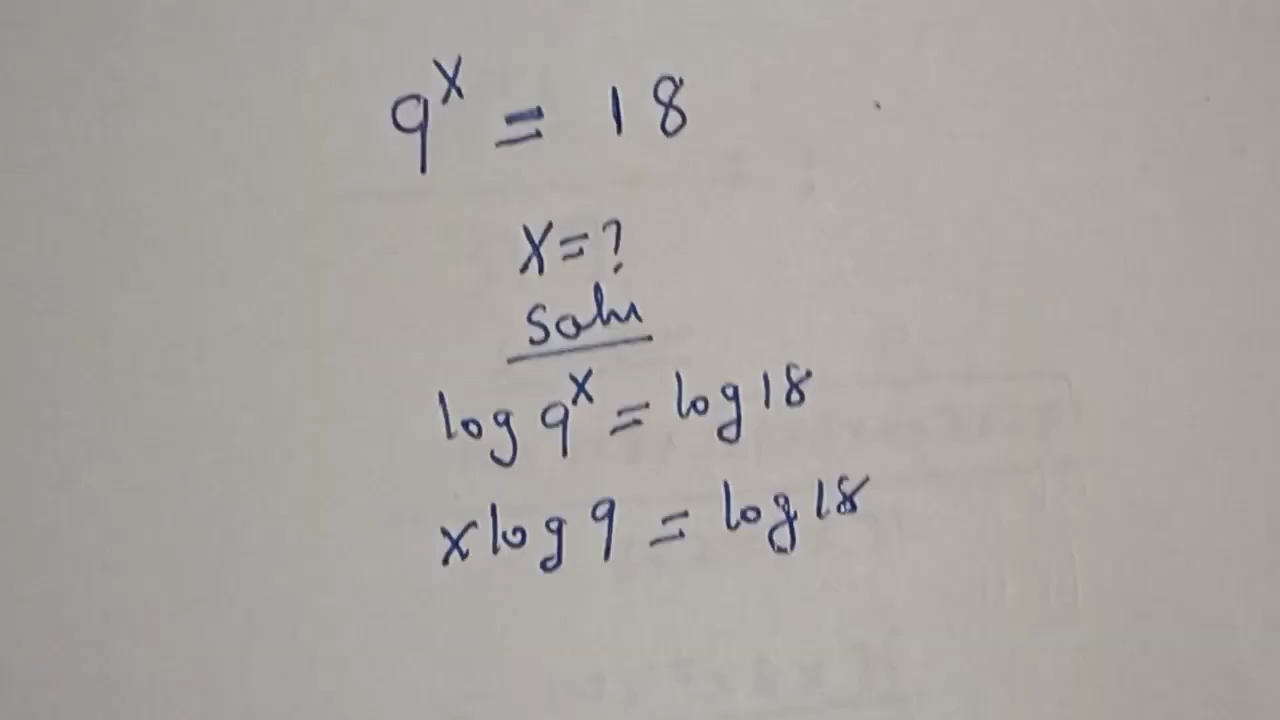 9^x = 18
x = ?
Soln
log 9^x = log 18
x log 9 = log 18